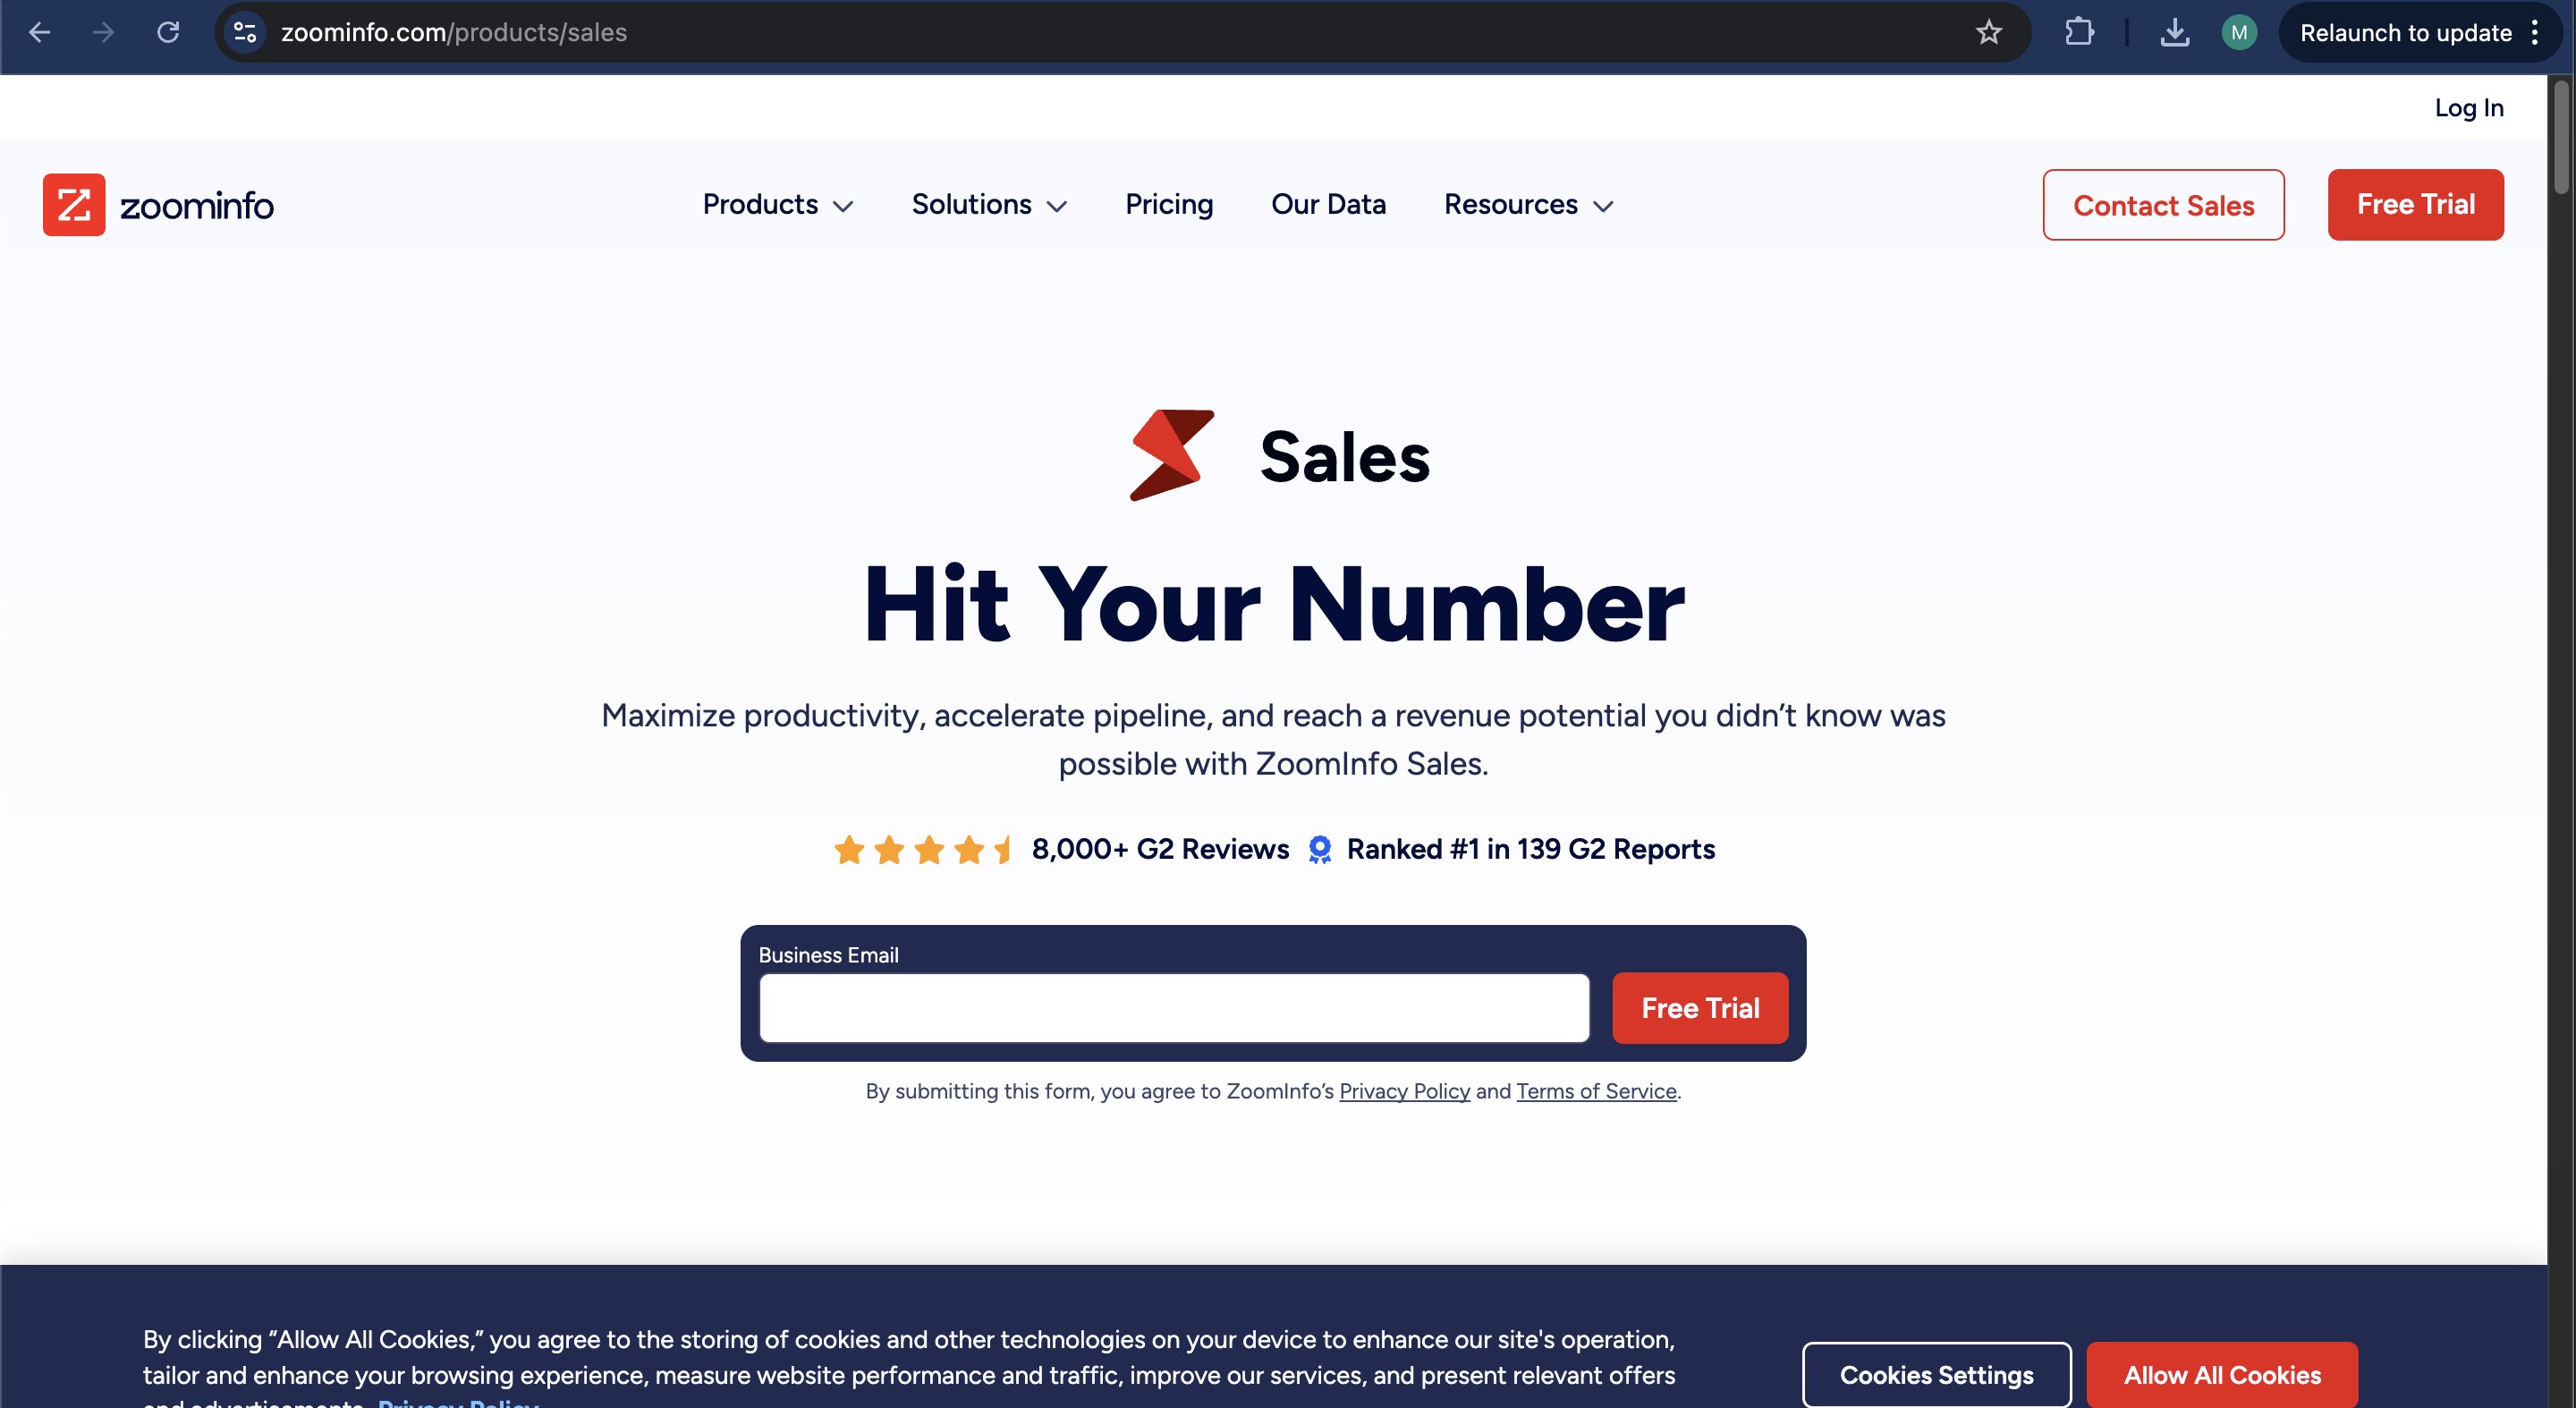 zoominfo.com/products/sales
M
Relaunch to update
Log In
zoominfo
Products
Solutions
Pricing
Our Data
Resources
Contact Sales
Free Trial
Sales
Hit Your Number
Maximize productivity, accelerate pipeline, and reach a revenue potential you didn’t know was
possible with ZoomInfo Sales.
8,000+ G2 Reviews
Ranked #1 in 139 G2 Reports
Business Email
Free Trial
By submitting this form, you agree to ZoomInfo’s Privacy Policy and Terms of Service.
By clicking “Allow All Cookies,” you agree to the storing of cookies and other technologies on your device to enhance our site's operation,
tailor and enhance your browsing experience, measure website performance and traffic, improve our services, and present relevant offers
and advertisements. Privacy Policy
Cookies Settings
Allow All Cookies